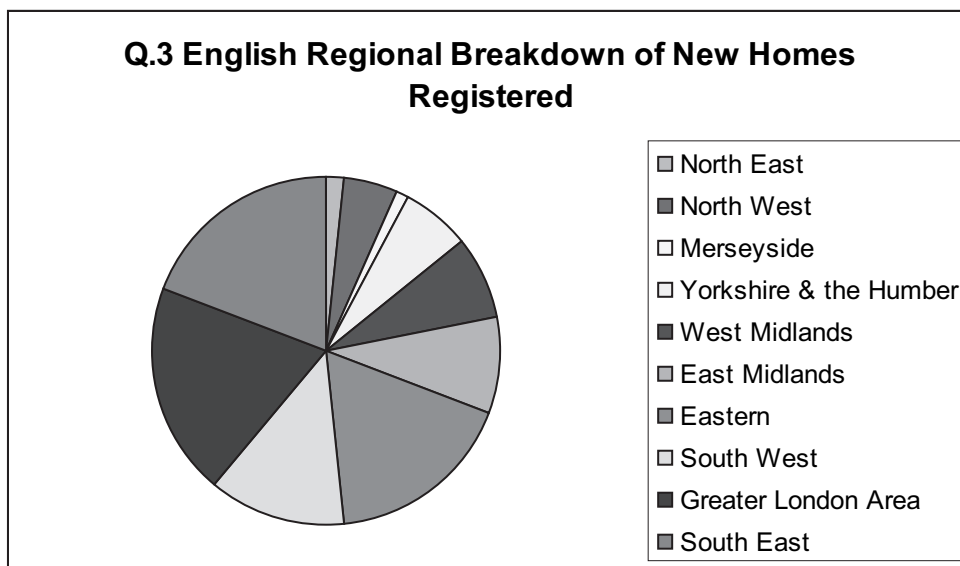 Q.3 English Regional Breakdown of New Homes
Registered
North East
North West
Merseyside
Yorkshire & the Humber
West Midlands
East Midlands
Eastern
South West
Greater London Area
South East